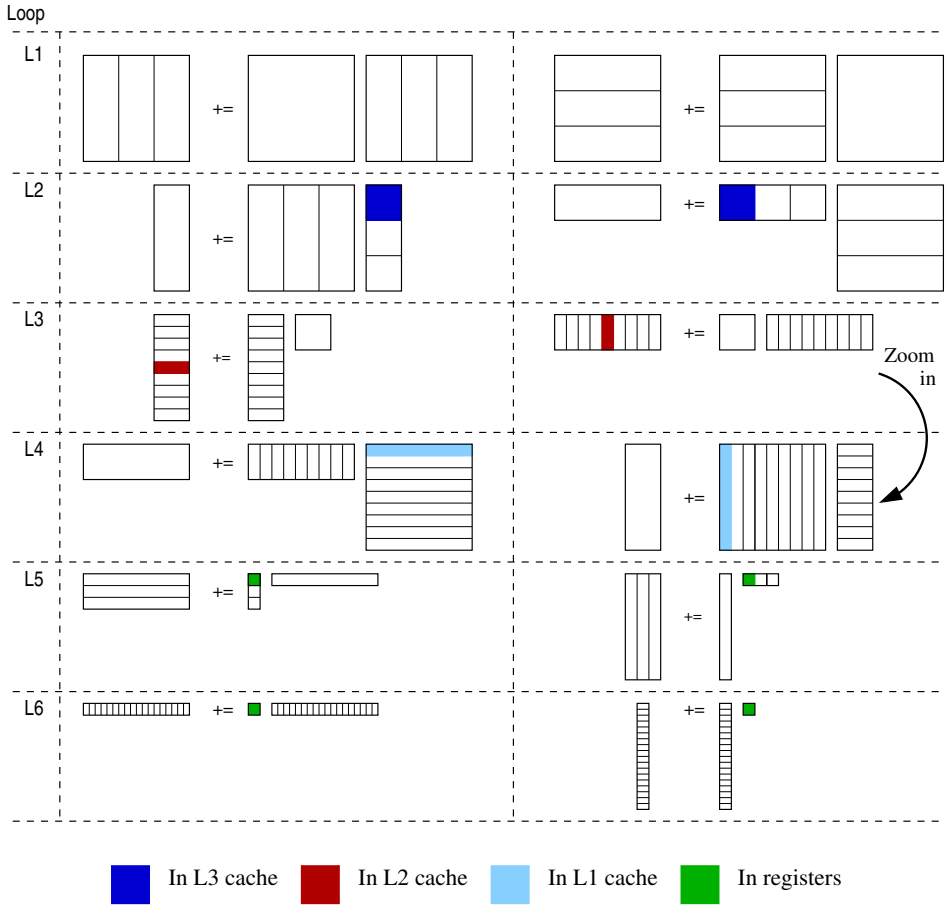 Loop
L1
+=
+=
L2
+=
+=
L3
+=
+=
Zoom
in
L4
+=
+=
L5
+=
+=
L6
+=
+=
In L3 cache
In L2 cache
In L1 cache
In registers